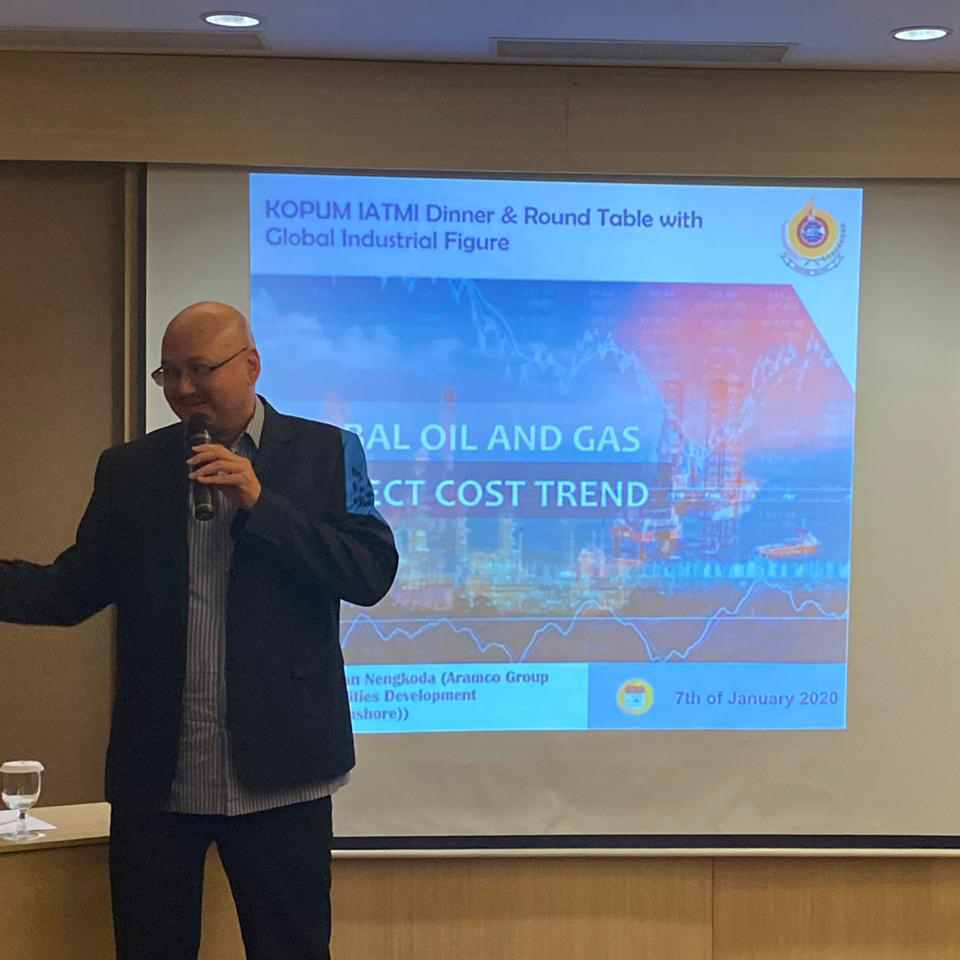 KOPUM IATMI Dinner & Round Table with
Global Industrial Figure
BAL OIL AND GAS
ECT COST TREND
an Nengkoda (Aramco Group
ities Development
shore))
7th of January 2020